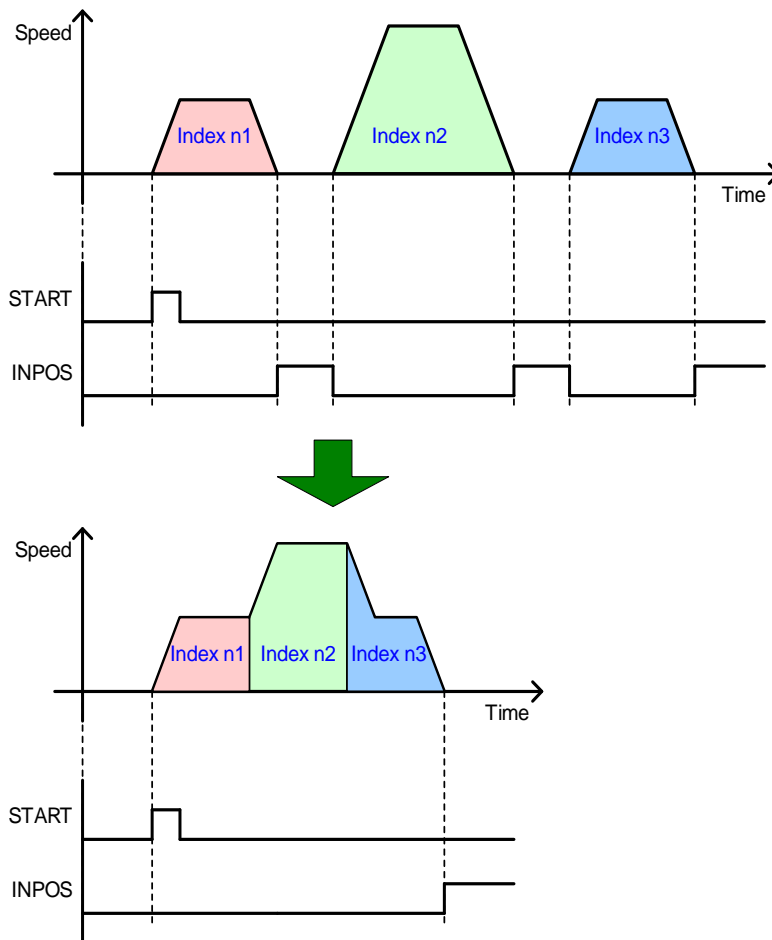 Speed
Index n1
Index n2
Index n3
Time
START
INPOS
Speed
Index n1
Index n2
Index n3
Time
START
INPOS